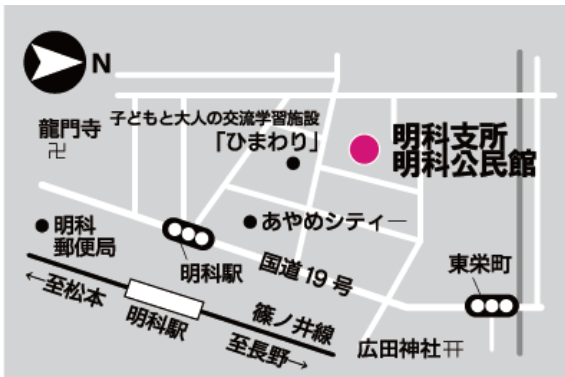 N
龍門寺
卍
子どもと大人の交流学習施設
「ひまわり」
明科支所
明科公民館
明科
郵便局
あやめシティー
明科駅
国道19号
東栄町
←至松本
明科駅
篠ノ井線
至長野→
広田神社